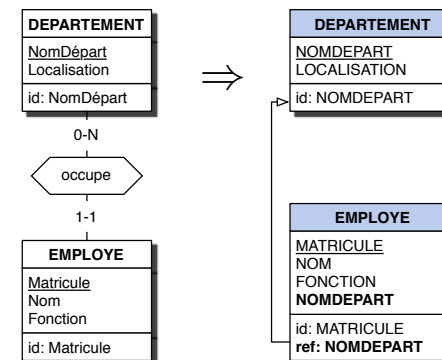 DEPARTEMENT
NomDépart
Localisation
id: NomDépart
0-N
occupe
1-1
EMPLOYE
Matricule
Nom
Fonction
id: Matricule
⇒
DEPARTEMENT
NOMDEPART
LOCALISATION
id: NOMDEPART
EMPLOYE
MATRICULE
NOM
FONCTION
NOMDEPART
id: MATRICULE
ref: NOMDEPART